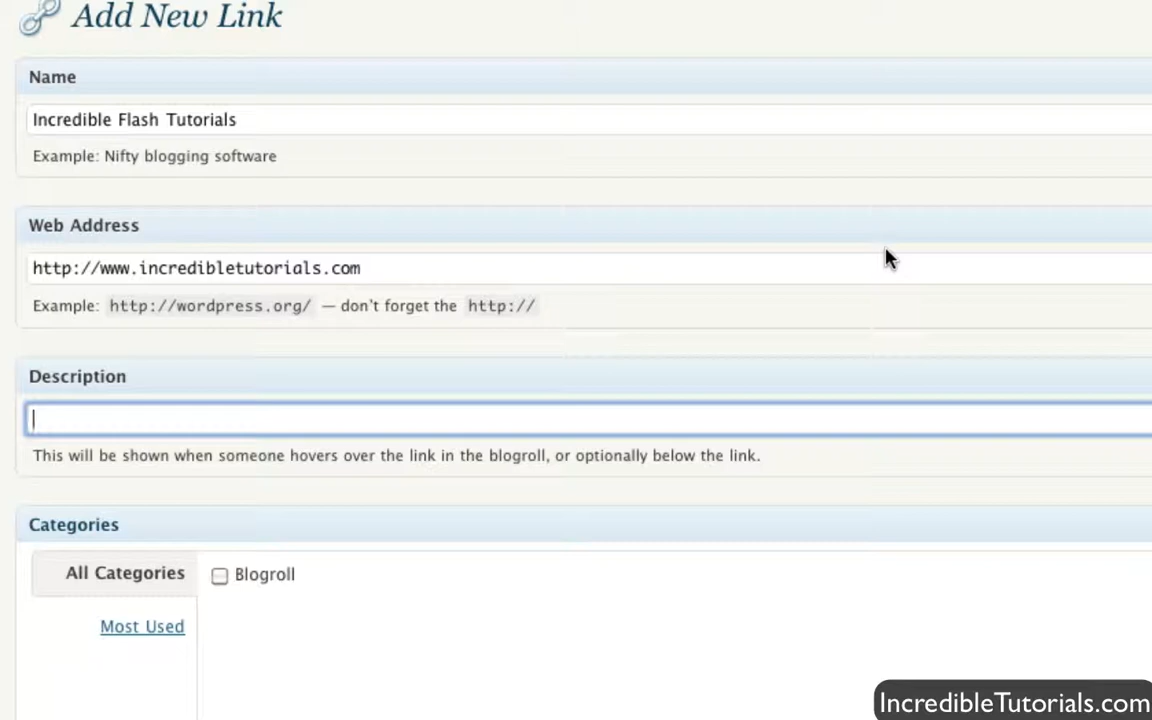 Add New Link
Name
Incredible Flash Tutorials
Example: Nifty blogging software
Web Address
http://www.incredibletutorials.com
Example: http://wordpress.org/ — don't forget the http://
Description
This will be shown when someone hovers over the link in the blogroll, or optionally below the link.
Categories
All Categories
Blogroll
Most Used
IncredibleTutorials.com